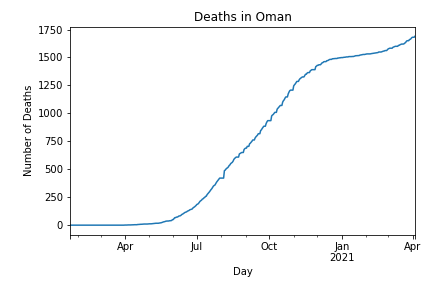 Deaths in Oman
Number of Deaths
1750
1500
1250
1000
750
500
250
0
Apr
Jul
Oct
Jan
2021
Apr
Day